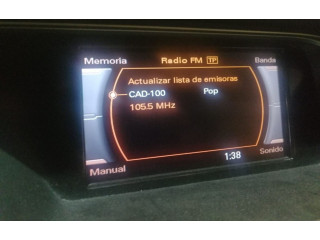 Memoria Radio FM TP Banda
Actualizar lista de emisoras
CAD-100 Pop
105.5 MHz
Manual 1:38 Sonido